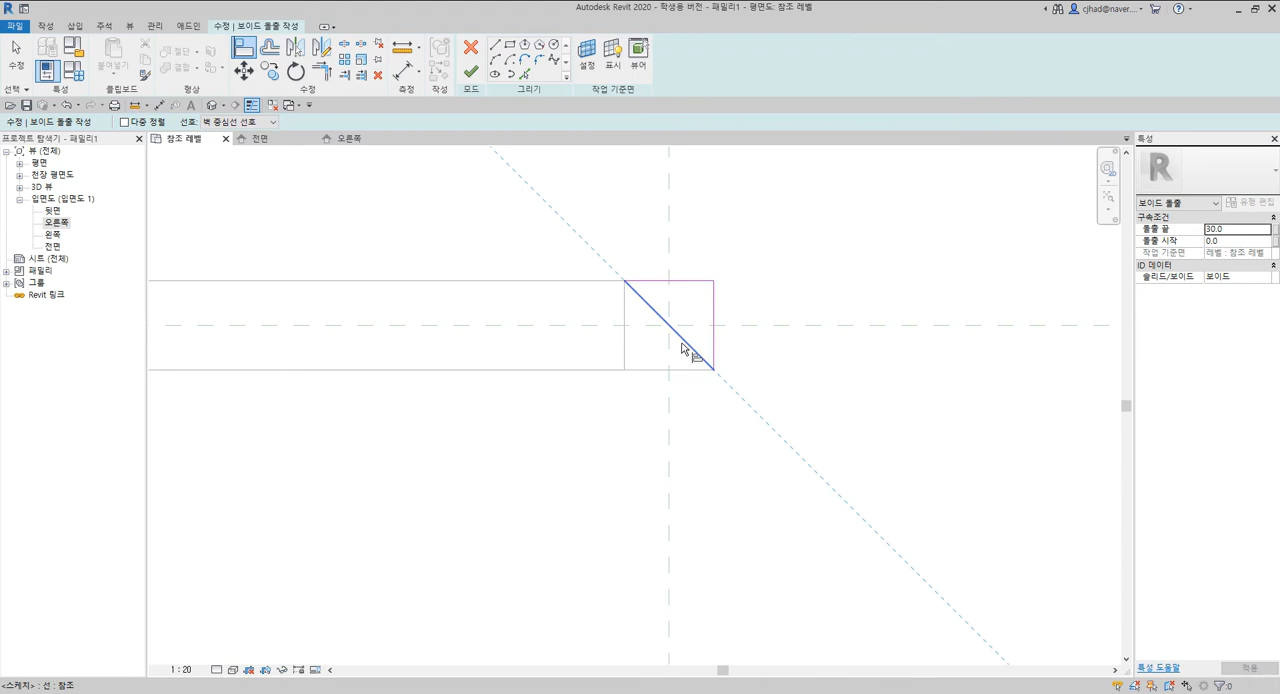 Autodesk Revit 2020 - 학생용 버전 - 평면도: 참조 레벨
cjhad@naver....
파일 작성 삽입 주석 뷰 관리 애드인 수정 | 보이드 돌출 작성
수정
붙여넣기
절단
결합
선택 특성 클립보드 형상 수정 측정 작성 모드 그리기 작업 기준면
설정 표시 뷰어
수정 | 보이드 돌출 작성 다중 정렬 선호: 벽 중심선 선호
프로젝트 탐색기 - 패밀리1
참조 레벨 전면 오른쪽
특성
뷰 (전체)
평면
천장 평면도
3D 뷰
입면도 (입면도 1)
뒷면
오른쪽
왼쪽
전면
시트 (전체)
패밀리
그룹
Revit 링크
R
2D
보이드 돌출 유형 편집
구속조건
돌출 끝 30.0
돌출 시작 0.0
작업 기준면 레벨 : 참조 레벨
ID 데이터
솔리드/보이드 보이드
1 : 20
특성 도움말 적용
<스케치> : 선 : 참조
:0